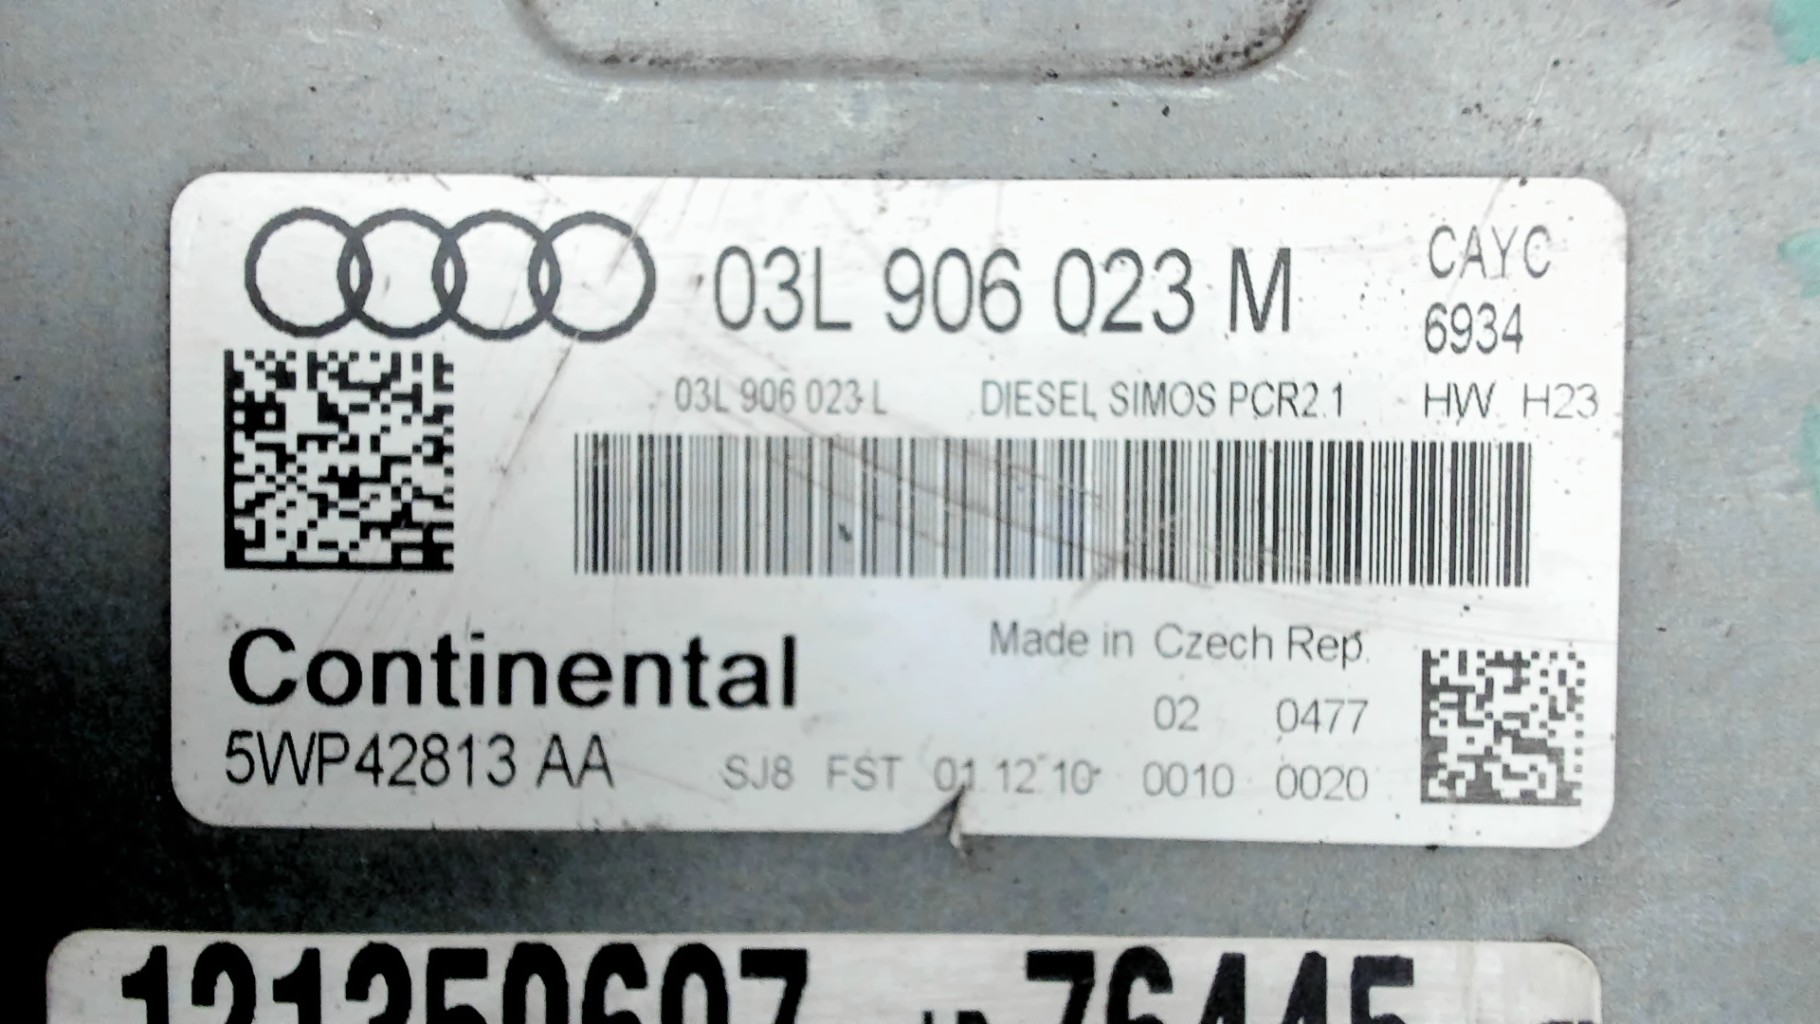 03L 906 023 M
CAYC
6934
03L 906 023 L DIESEL SIMOS PCR2.1 HW H23
Continental
Made in Czech Rep.
02 0477
5WP42813 AA
SJ8 FST 01.12.10 0010 0020
76445